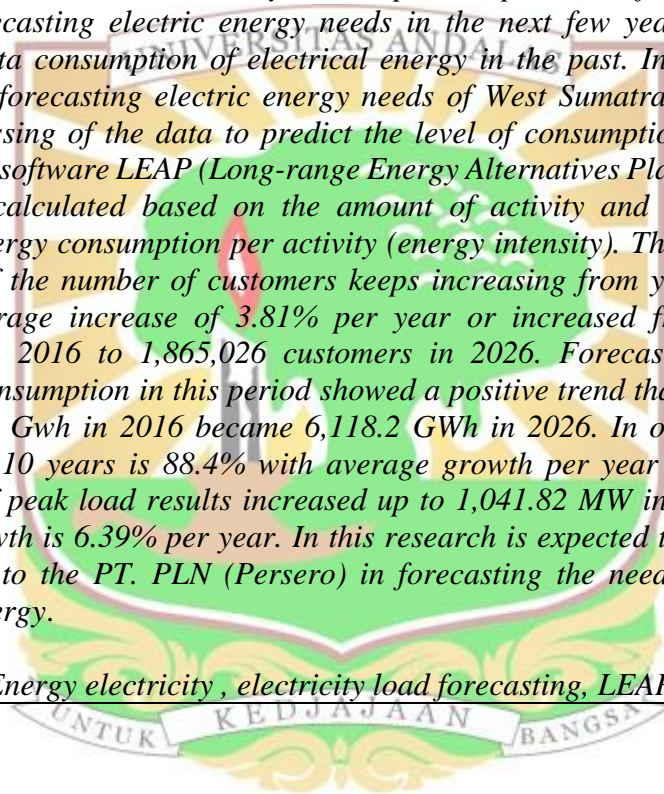 ecasting electric energy needs in the next few yea
ta consumption of electrical energy in the past. In
UNIVERSITAS ANDALAS
forecasting electric energy needs of West Sumatra
ssing of the data to predict the level of consumptio
software LEAP (Long-range Energy Alternatives Pla
calculated based on the amount of activity and
ergy consumption per activity (energy intensity). Th
f the number of customers keeps increasing from y
rage increase of 3.81% per year or increased f
2016 to 1,865,026 customers in 2026. Forecas
nsumption in this period showed a positive trend tha
Gwh in 2016 became 6,118.2 GWh in 2026. In o
10 years is 88.4% with average growth per year
f peak load results increased up to 1,041.82 MW in
wth is 6.39% per year. In this research is expected t
to the PT. PLN (Persero) in forecasting the need
ergy.
Energy electricity , electricity load forecasting, LEAP
UNTUK KEDJAJAAN BANGSA